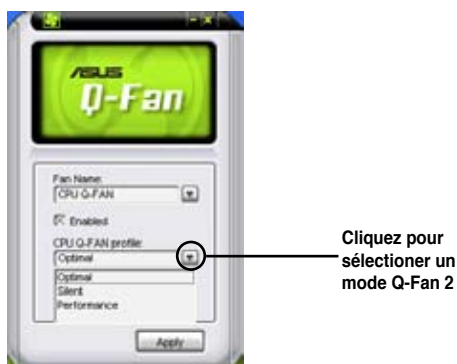 ASUS
Q-Fan
Fan Name:
CPU Q-FAN
Enabled
CPU Q-FAN profile:
Optimal
Optimal
Silent
Performance
Apply
Cliquez pour
sélectioner un
mode Q-Fan 2